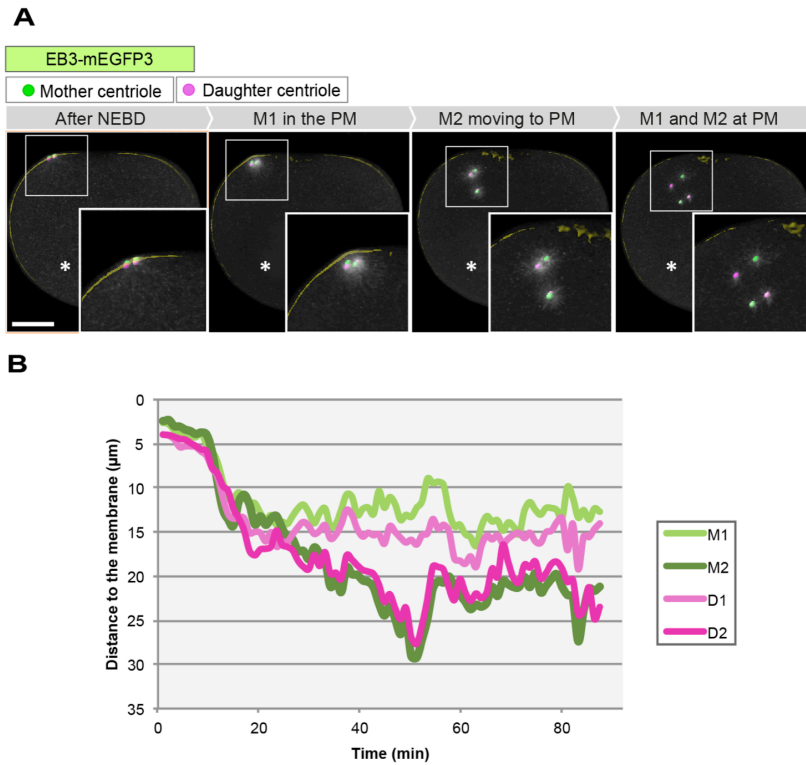 A
EB3-mEGFP3
Mother centriole
Daughter centriole
After NEBD
M1 in the PM
M2 moving to PM
M1 and M2 at PM
*
*
*
*
B
Distance to the membrane (µm)
0
5
10
15
20
25
30
35
0
20
40
60
80
Time (min)
M1
M2
D1
D2